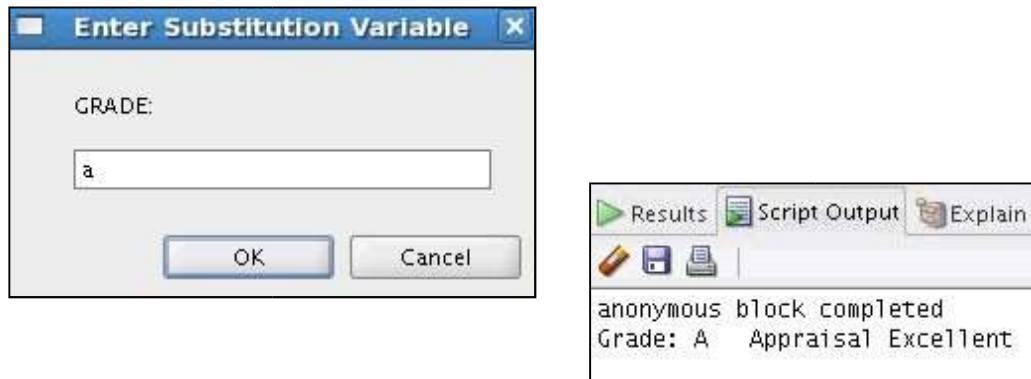 Enter Substitution Variable
GRADE:
a
OK Cancel
Results Script Output Explain
anonymous block completed
Grade: A Appraisal Excellent